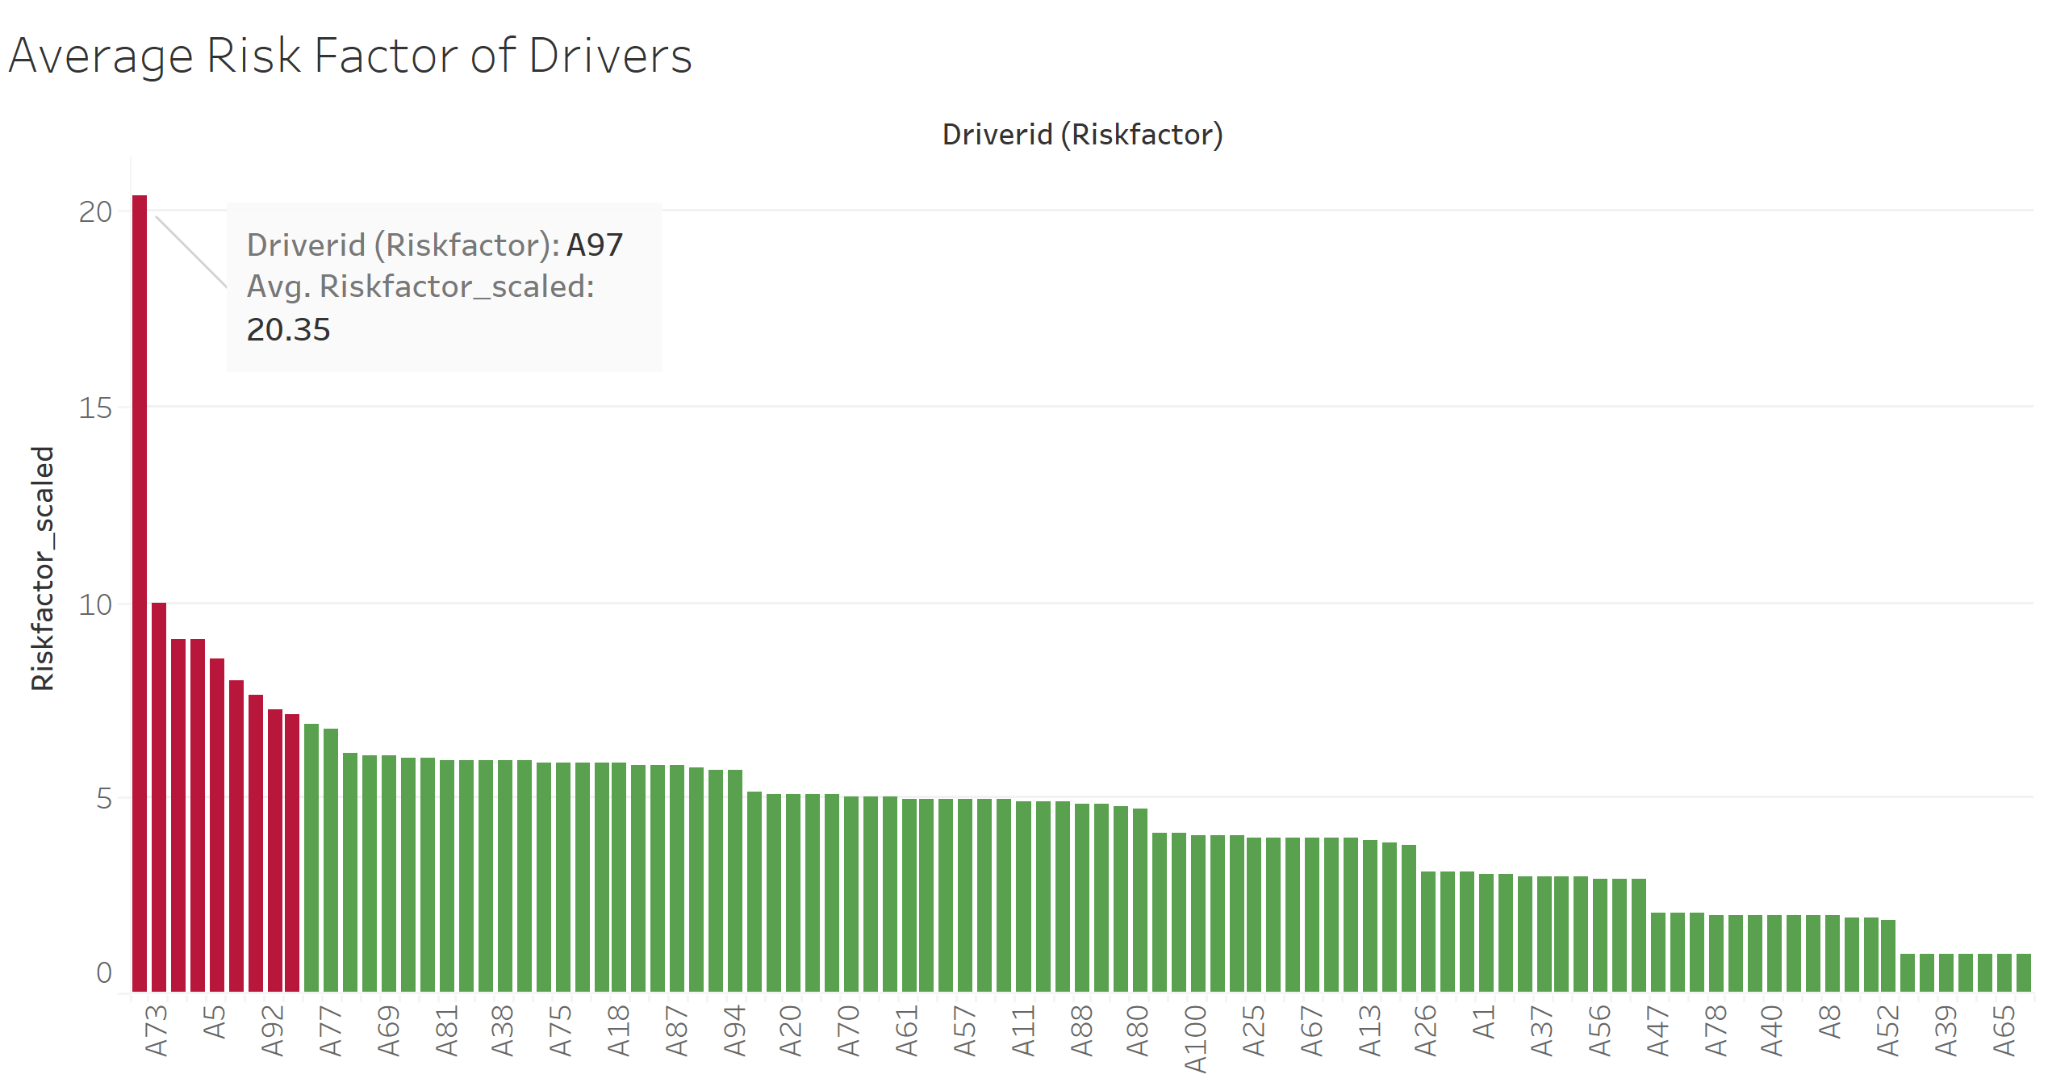 Average Risk Factor of Drivers
Driverid (Riskfactor)
20
15
10
5
0
Riskfactor_scaled
Driverid (Riskfactor): A97
Avg. Riskfactor_scaled:
20.35
A73
A5
A92
A77
A69
A81
A38
A75
A18
A87
A94
A20
A70
A61
A57
A11
A88
A80
A100
A25
A67
A13
A26
A1
A37
A56
A47
A78
A40
A8
A52
A39
A65